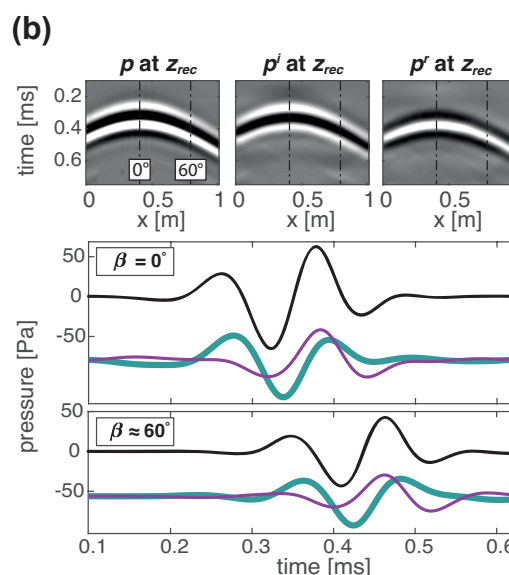 (b)
p at z_rec p^i at z_rec p^r at z_rec
time [ms]
0.2
0.4
0.6
0° 60°
0 0.5 1 0 0.5 1 0 0.5 1
x [m] x [m] x [m]
pressure [Pa]
β = 0°
50
0
-50
50
β ≈ 60°
0
-50
0.1 0.2 0.3 0.4 0.5 0.6
time [ms]